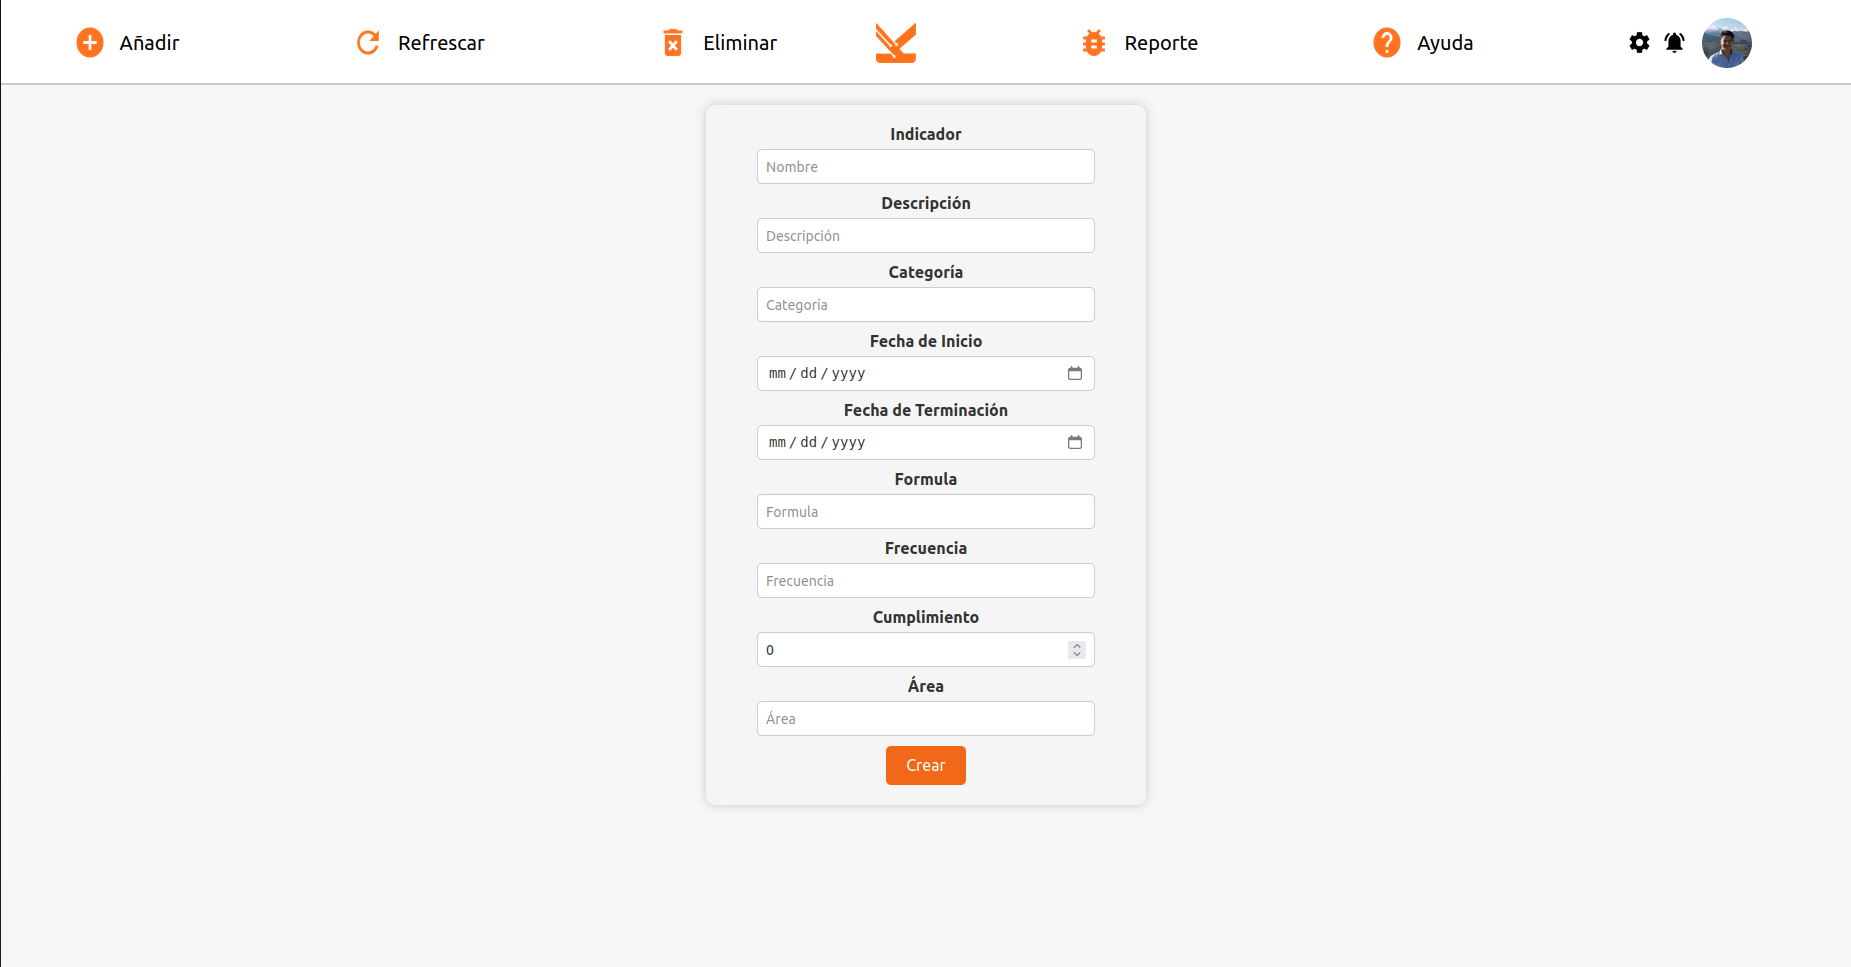 Añadir Refrescar Eliminar Reporte Ayuda
Indicador
Nombre
Descripción
Descripción
Categoría
Categoría
Fecha de Inicio
mm / dd / yyyy
Fecha de Terminación
mm / dd / yyyy
Formula
Formula
Frecuencia
Frecuencia
Cumplimiento
0
Área
Área
Crear